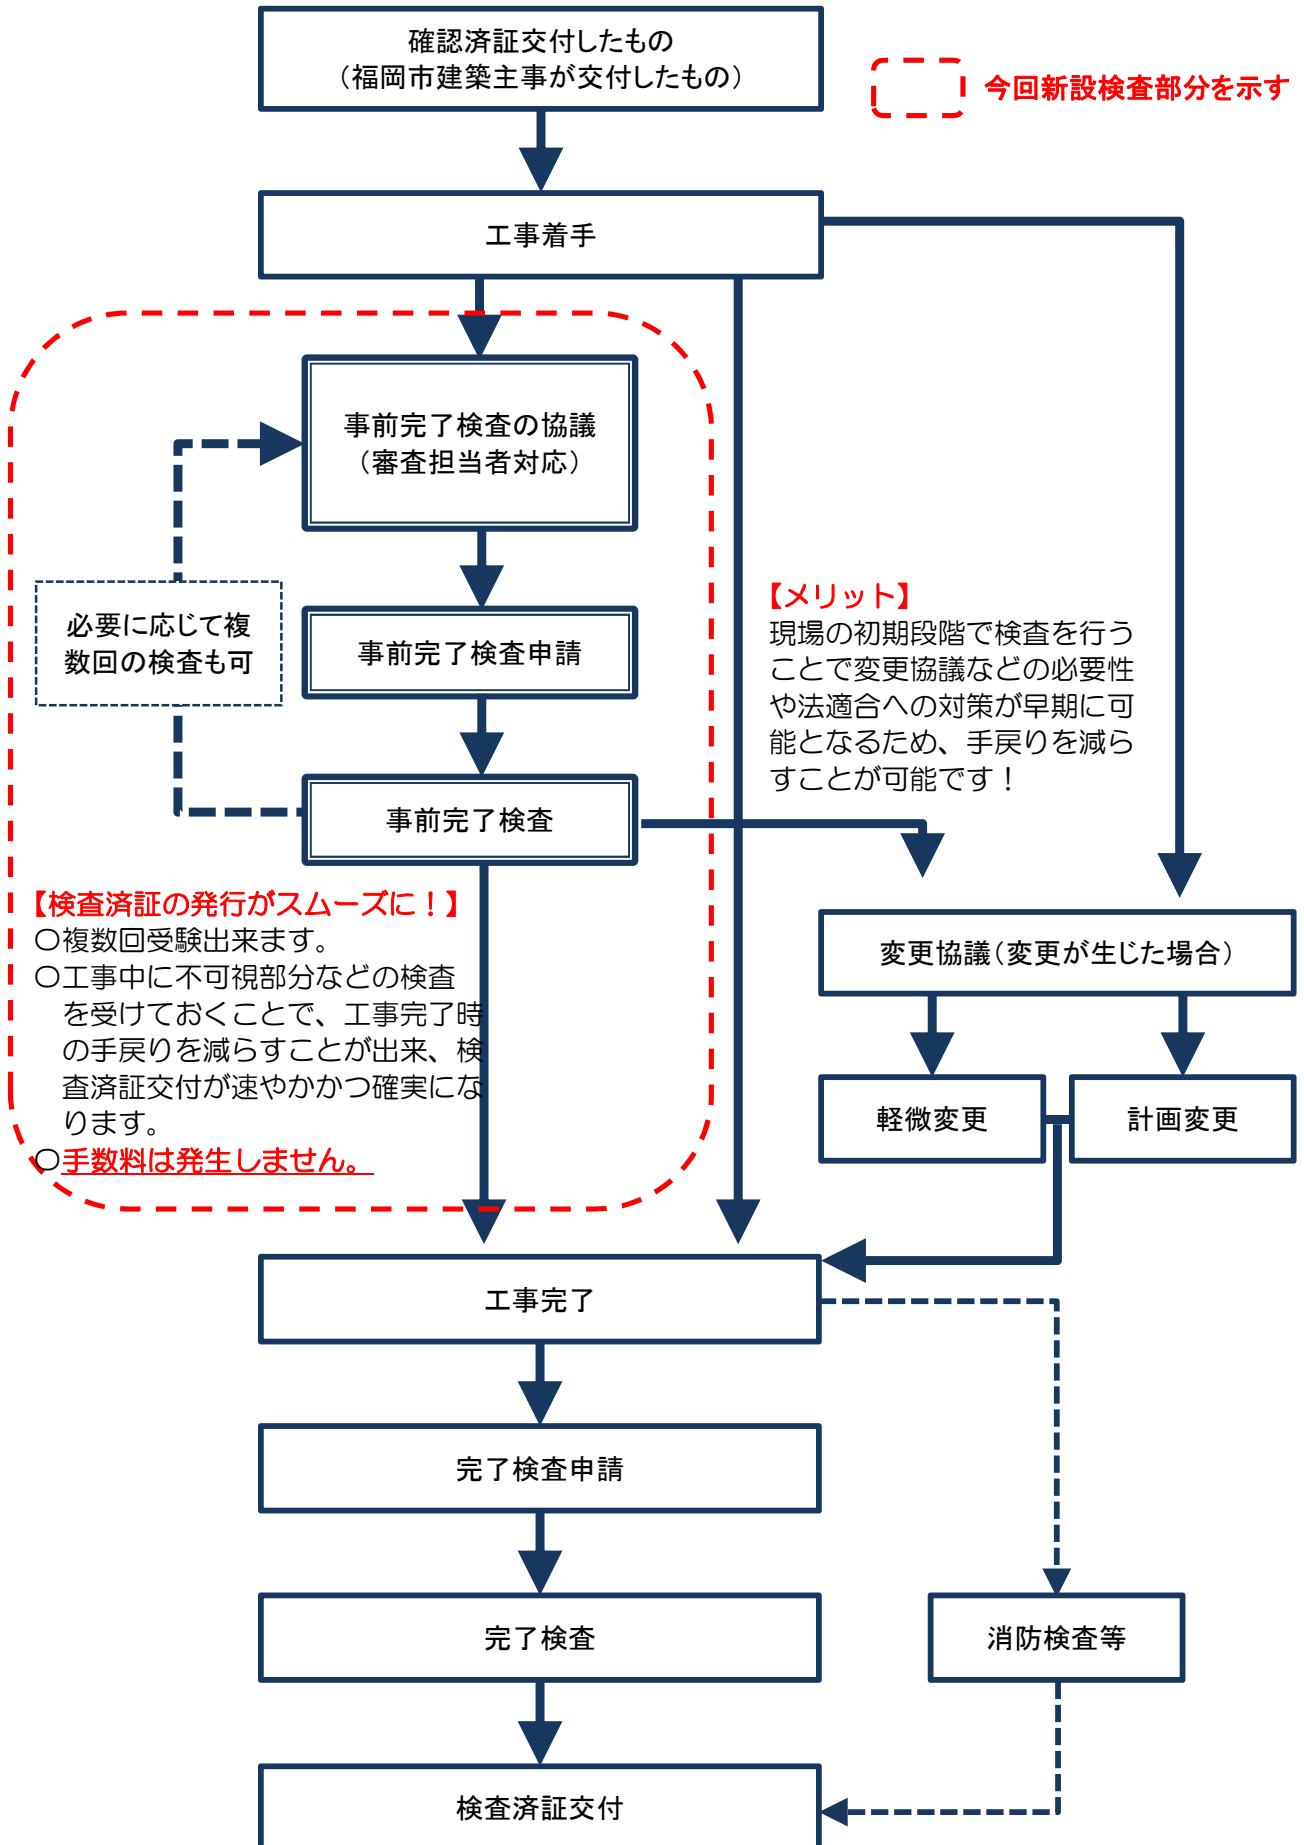 確認済証交付したもの
（福岡市建築主事が交付したもの）
今回新設検査部分を示す
工事着手
事前完了検査の協議
（審査担当者対応）
必要に応じて複
数回の検査も可
事前完了検査申請
事前完了検査
【メリット】
現場の初期段階で検査を行う
ことで変更協議などの必要性
や法適合への対策が早期に可
能となるため、手戻りを減ら
すことが可能です！
【検査済証の発行がスムーズに！】
〇複数回受験出来ます。
〇工事中に不可視部分などの検査
を受けておくことで、工事完了時
の手戻りを減らすことが出来、検
査済証交付が速やかかつ確実にな
ります。
〇手数料は発生しません。
変更協議（変更が生じた場合）
軽微変更
計画変更
工事完了
完了検査申請
完了検査
消防検査等
検査済証交付